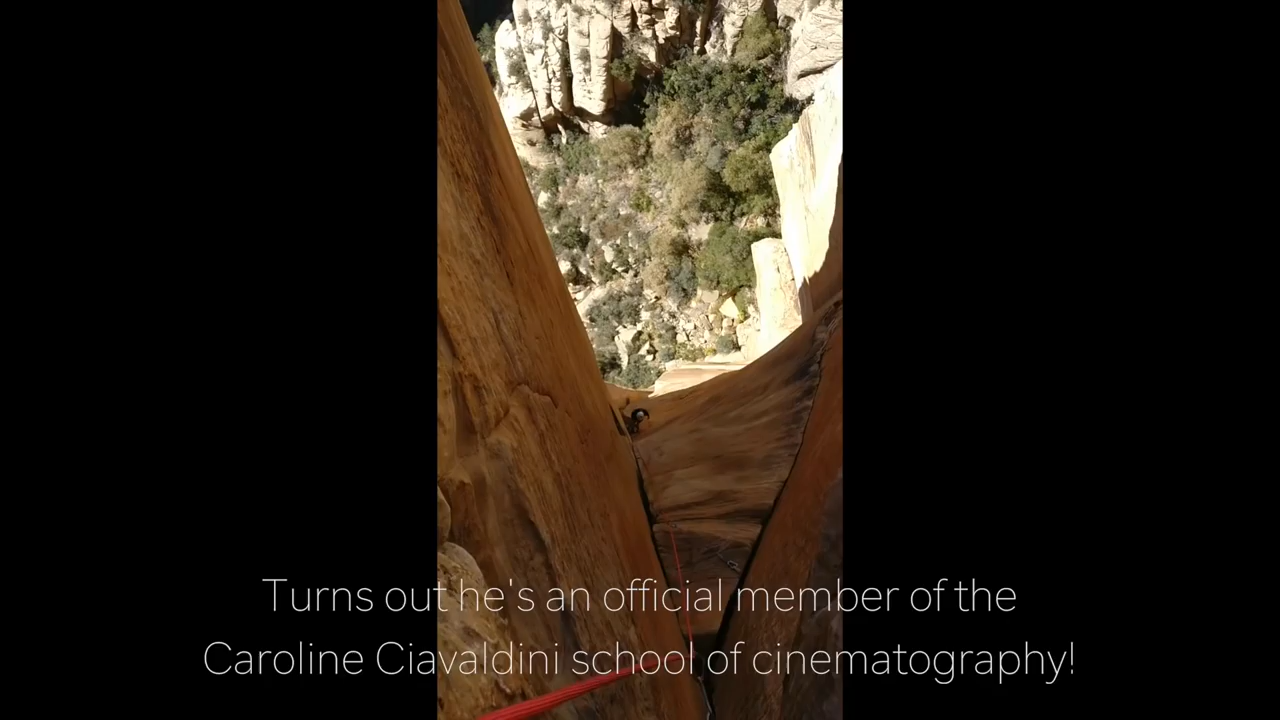 Turns out he's an official member of the
Caroline Ciavaldini school of cinematography!